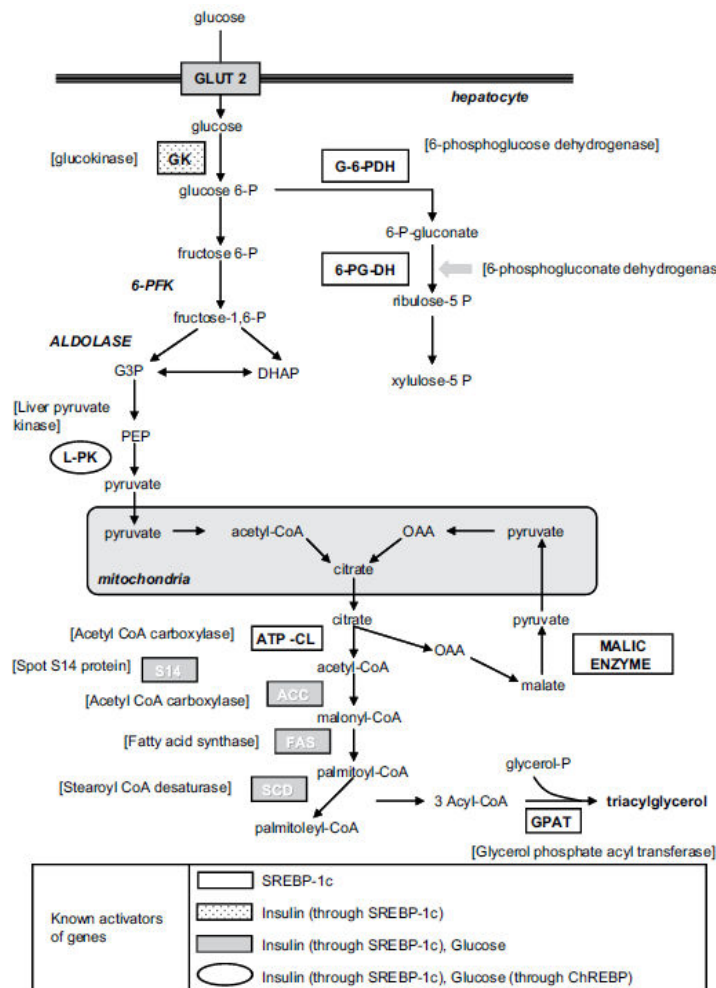 glucose
GLUT 2
hepatocyte
glucose
[glucokinase]
GK
G-6-PDH
[6-phosphoglucose dehydrogenase]
glucose 6-P
6-P-gluconate
fructose 6-P
6-PG-DH
[6-phosphogluconate dehydrogenas
6-PFK
ribulose-5 P
fructose-1,6-P
ALDOLASE
G3P
DHAP
xylulose-5 P
[Liver pyruvate
kinase]
PEP
L-PK
pyruvate
pyruvate
acetyl-CoA
OAA
pyruvate
citrate
mitochondria
citrate
pyruvate
[Acetyl CoA carboxylase]
ATP -CL
OAA
MALIC
ENZYME
[Spot S14 protein]
S14
acetyl-CoA
malate
[Acetyl CoA carboxylase]
ACC
malonyl-CoA
[Fatty acid synthase]
FAS
palmitoyl-CoA
glycerol-P
[Stearoyl CoA desaturase]
SCD
3 Acyl-CoA
triacylglycerol
palmitoleyl-CoA
GPAT
[Glycerol phosphate acyl transferase]
Known activators
of genes
SREBP-1c
Insulin (through SREBP-1c)
Insulin (through SREBP-1c), Glucose
Insulin (through SREBP-1c), Glucose (through ChREBP)